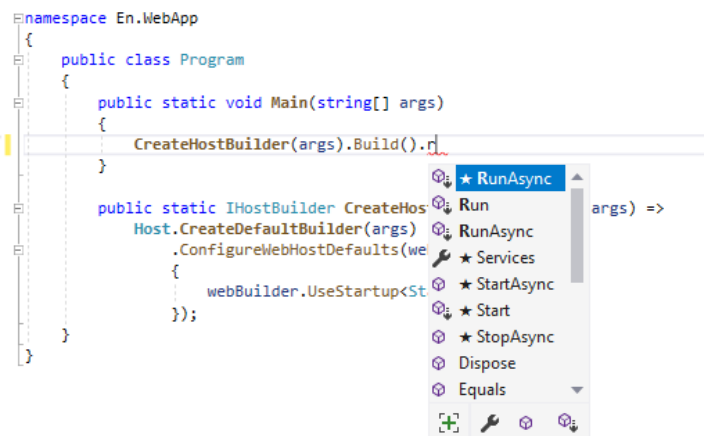 namespace En.WebApp
{
public class Program
{
public static void Main(string[] args)
{
CreateHostBuilder(args).Build().r
}
public static IHostBuilder CreateHos args) =>
Host.CreateDefaultBuilder(args)
.ConfigureWebHostDefaults(we
{
webBuilder.UseStartup<St
});
}
}
★ RunAsync
Run
RunAsync
★ Services
★ StartAsync
★ Start
★ StopAsync
Dispose
Equals